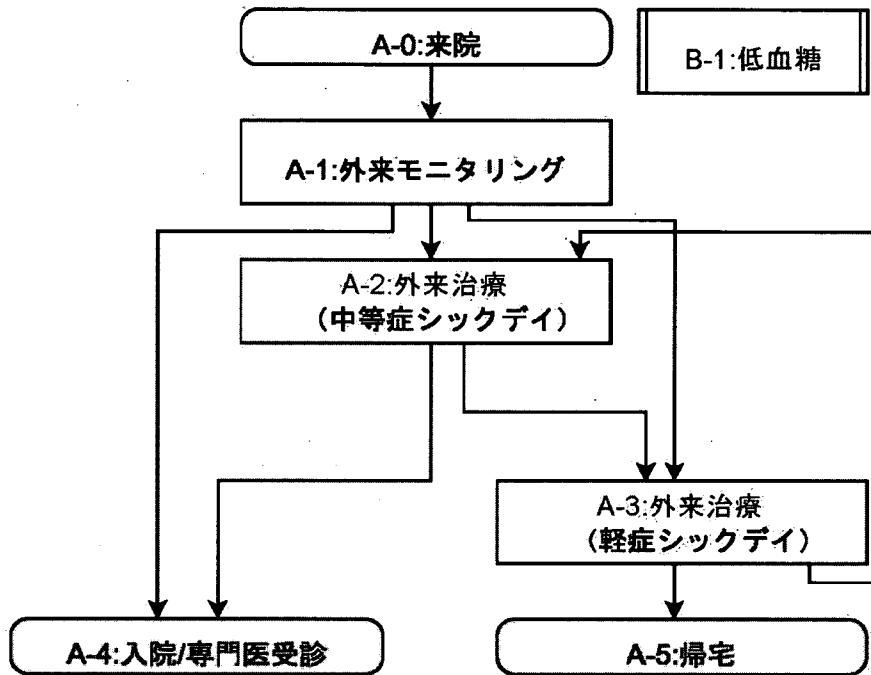 A-0:来院
B-1:低血糖
A-1:外来モニタリング
A-2:外来治療
（中等症シックデイ）
A-3:外来治療
（軽症シックデイ）
A-4:入院/専門医受診
A-5:帰宅